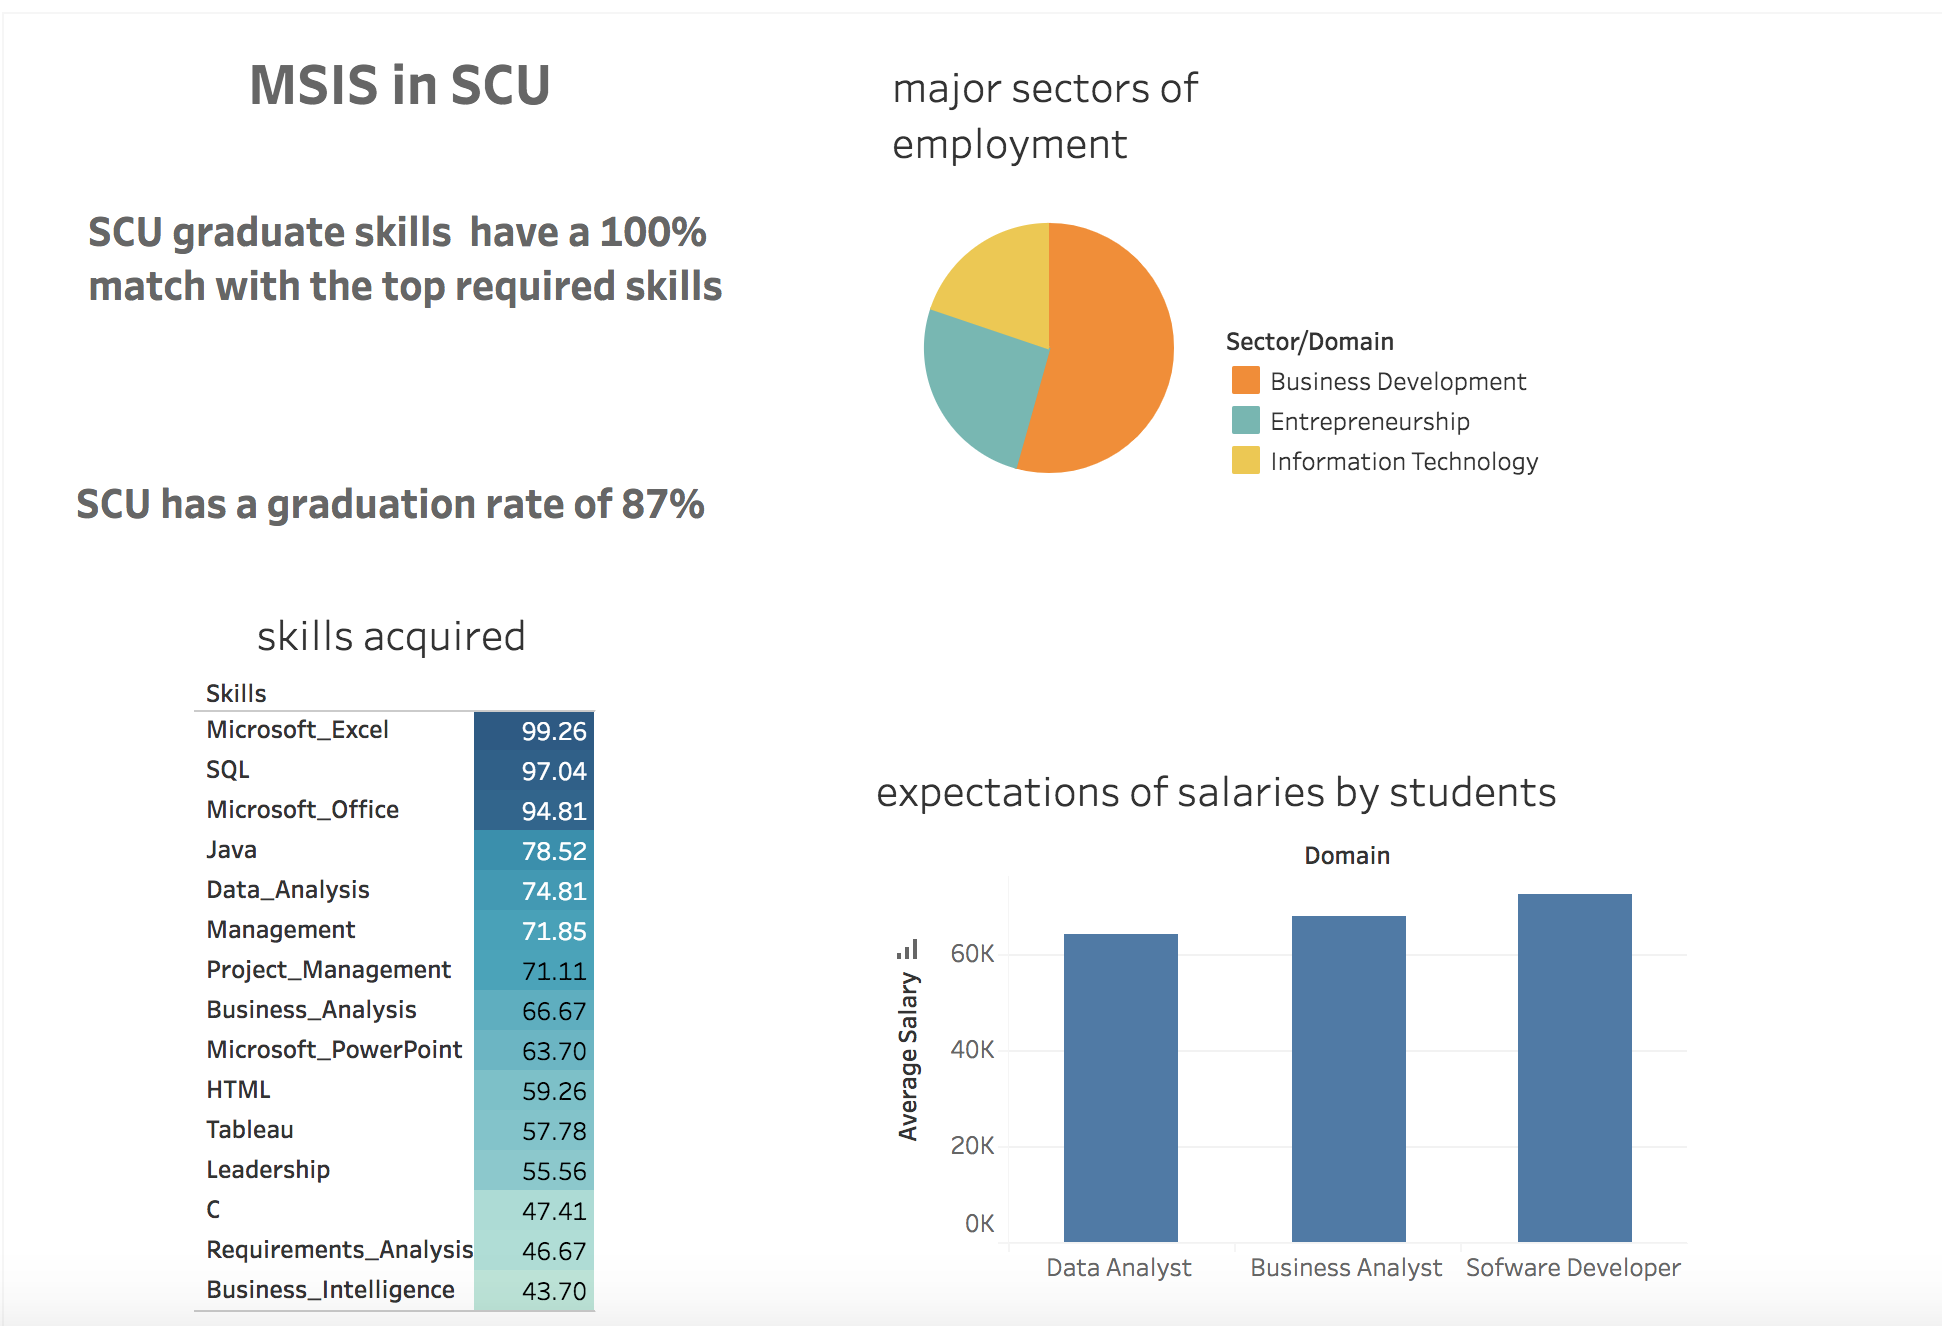 MSIS in SCU
SCU graduate skills  have a 100%
match with the top required skills
SCU has a graduation rate of 87%
skills acquired
Skills
Microsoft_Excel 99.26
SQL 97.04
Microsoft_Office 94.81
Java 78.52
Data_Analysis 74.81
Management 71.85
Project_Management 71.11
Business_Analysis 66.67
Microsoft_PowerPoint 63.70
HTML 59.26
Tableau 57.78
Leadership 55.56
C 47.41
Requirements_Analysis 46.67
Business_Intelligence 43.70
major sectors of
employment
Sector/Domain
Business Development
Entrepreneurship
Information Technology
expectations of salaries by students
Domain
Average Salary
60K
40K
20K
0K
Data Analyst Business Analyst Sofware Developer